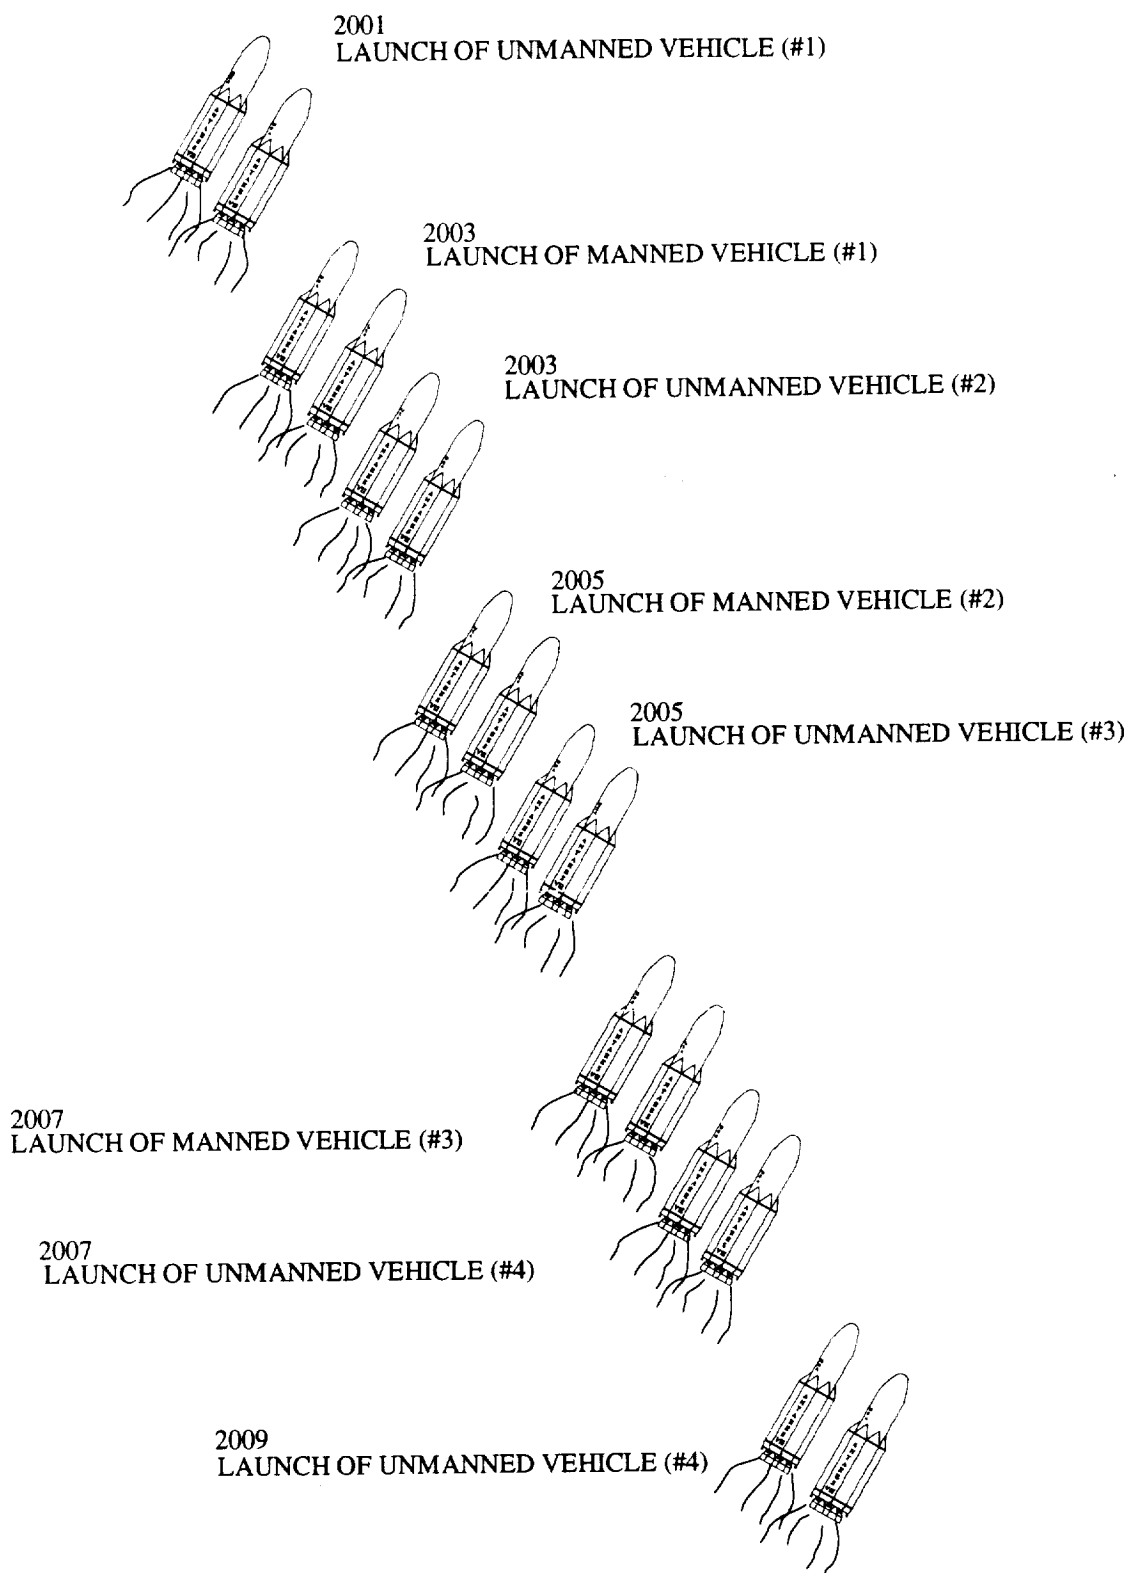 2001
LAUNCH OF UNMANNED VEHICLE (#1)
2003
LAUNCH OF MANNED VEHICLE (#1)
2003
LAUNCH OF UNMANNED VEHICLE (#2)
2005
LAUNCH OF MANNED VEHICLE (#2)
2005
LAUNCH OF UNMANNED VEHICLE (#3)
2007
LAUNCH OF MANNED VEHICLE (#3)
2007
LAUNCH OF UNMANNED VEHICLE (#4)
2009
LAUNCH OF UNMANNED VEHICLE (#4)